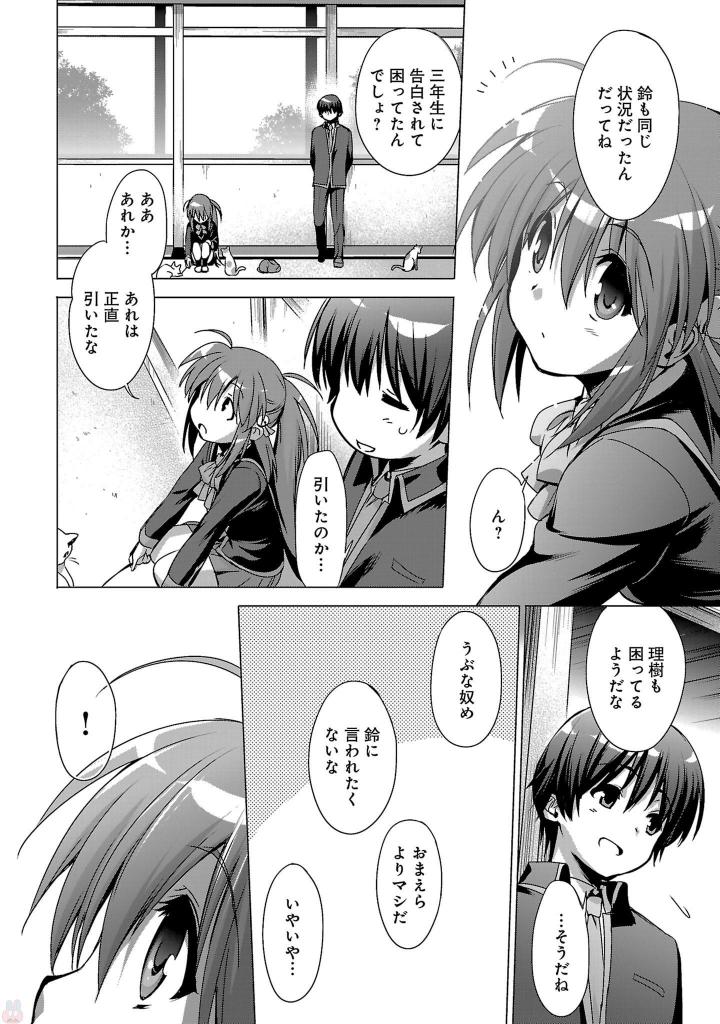 鈴も同じ
状況だったん
だってね
ん?
三年生に
告白されて
困ってたん
でしょ?
ああ
あれか…
あれは
正直
引いたな
引いたのか…
理樹も
困ってる
ようだな
…そうだね
うぶな奴め
鈴に
言われたく
ないな
おまえら
よりマシだ
いやいや…
!